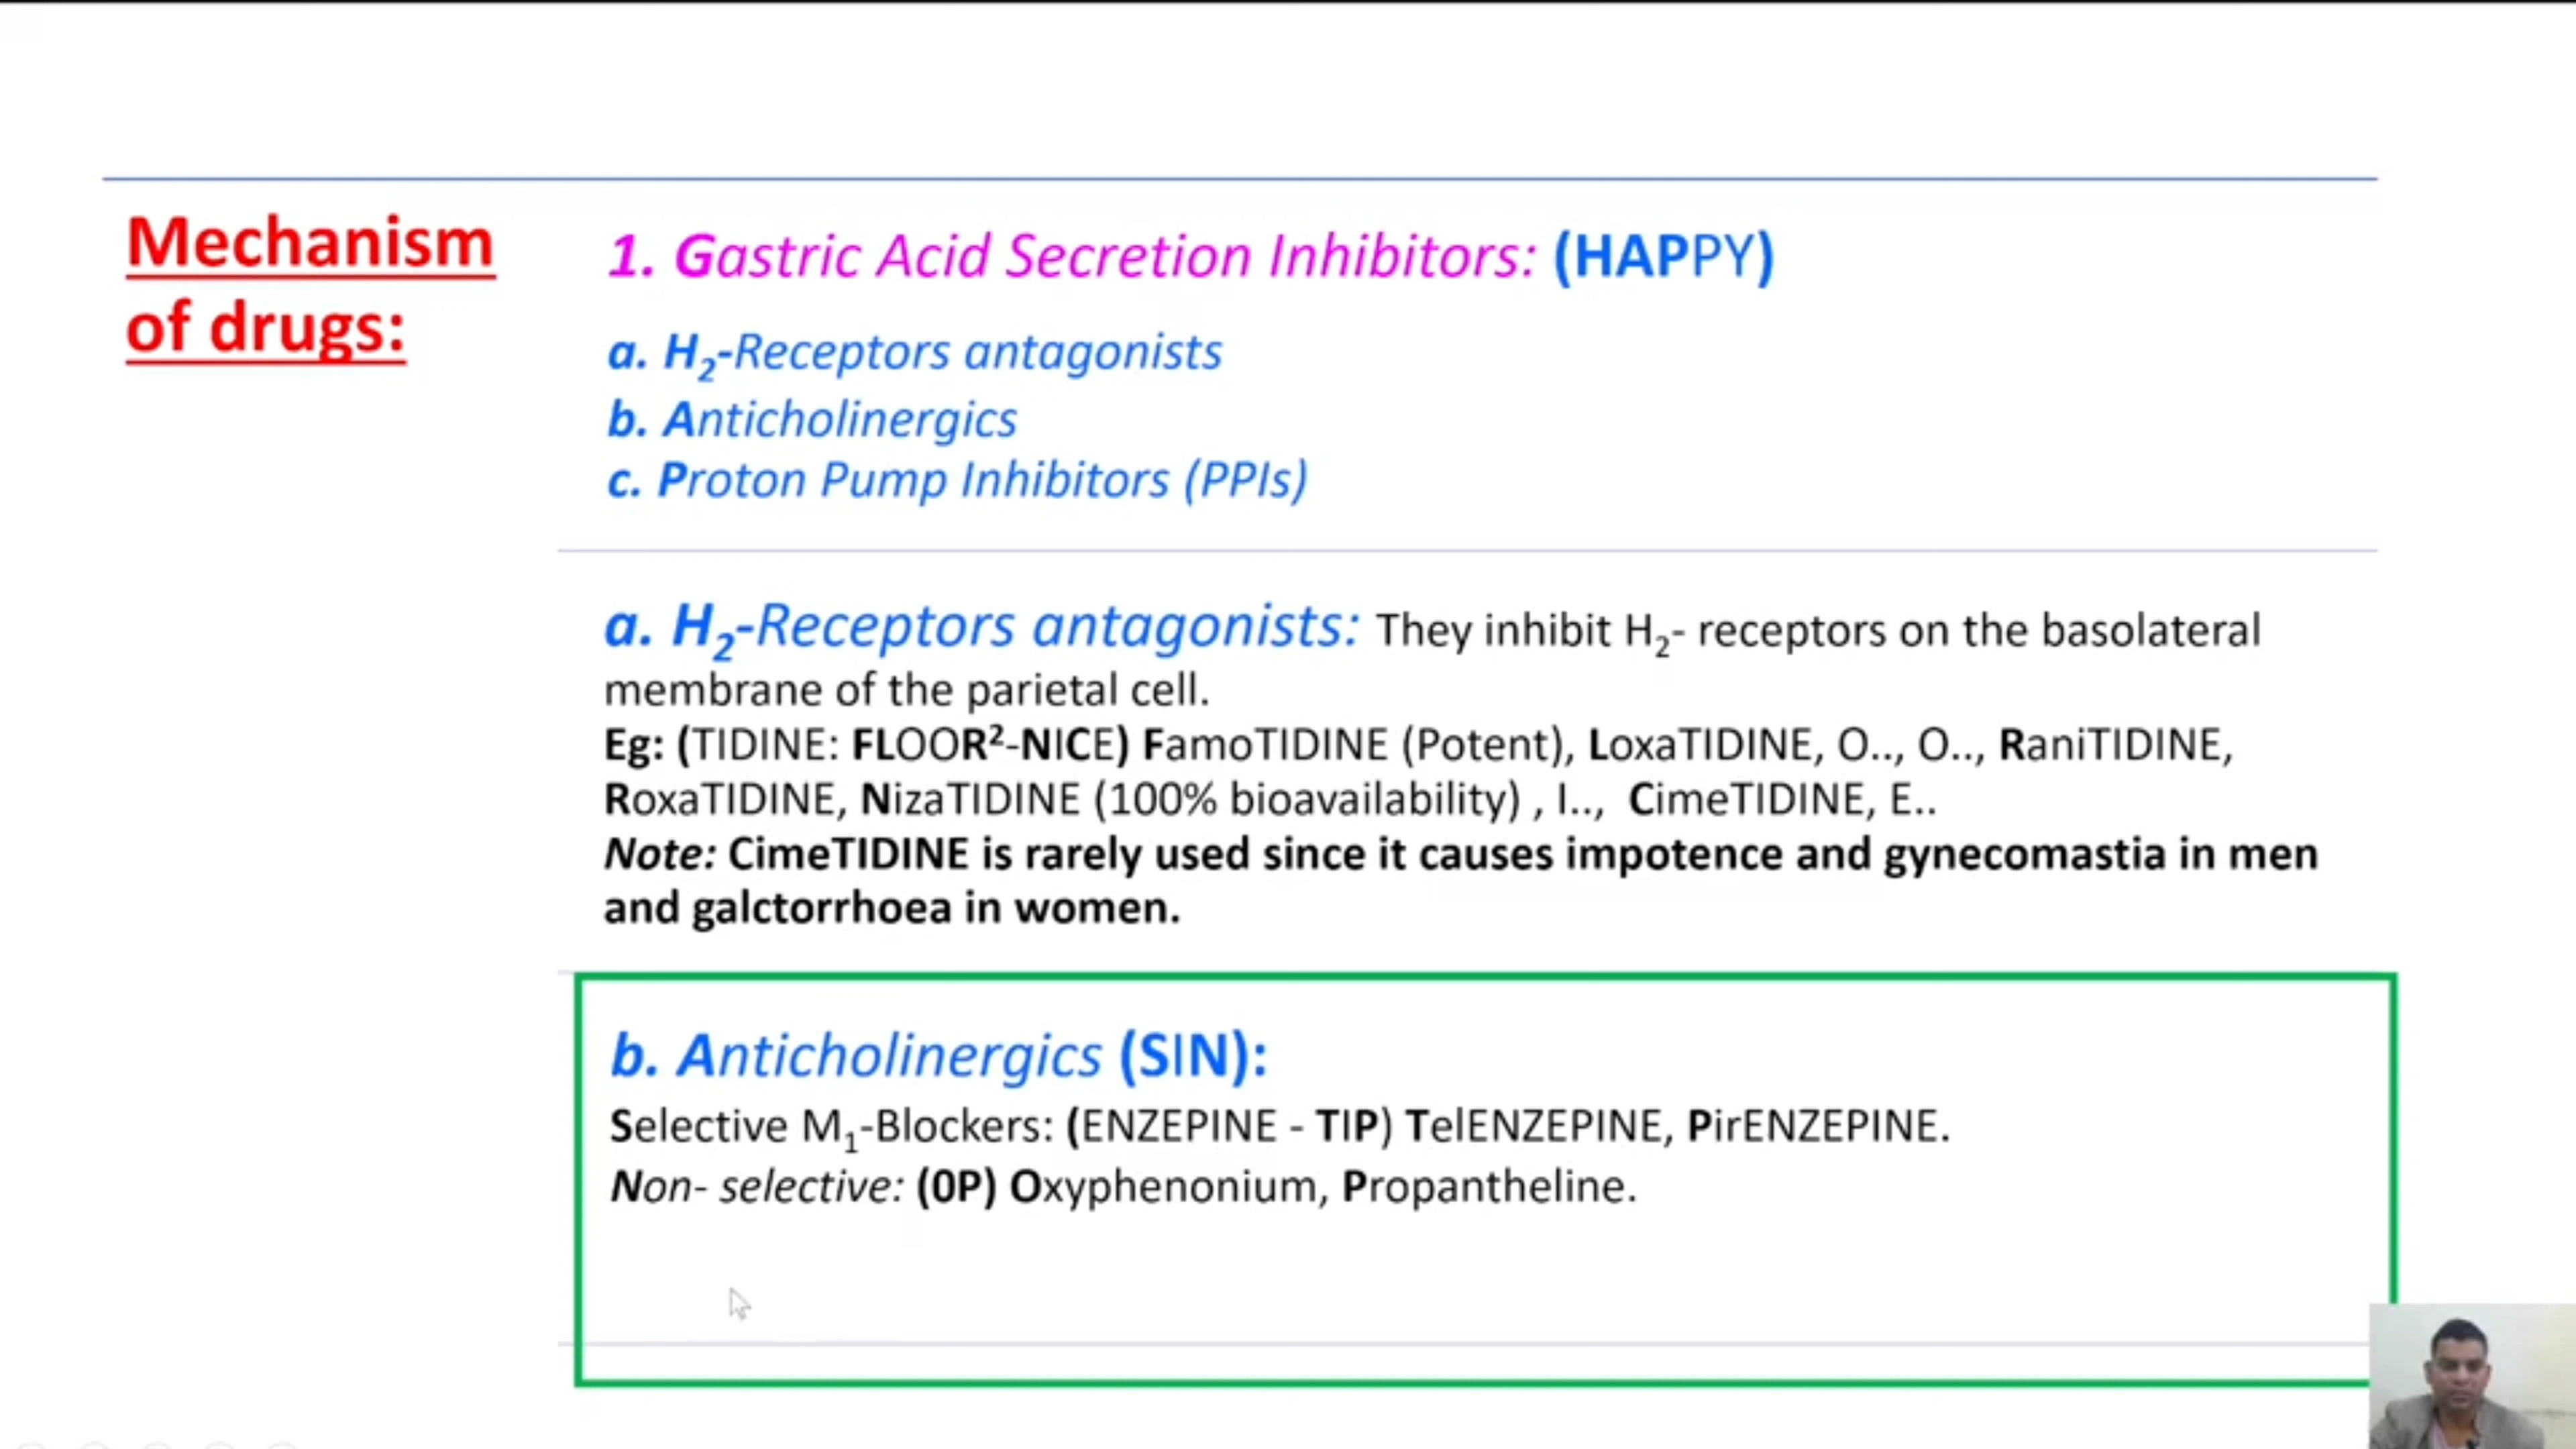 Mechanism
of drugs:
1. Gastric Acid Secretion Inhibitors: (HAPPY)
a. H₂-Receptors antagonists
b. Anticholinergics
c. Proton Pump Inhibitors (PPIs)
a. H₂-Receptors antagonists: They inhibit H₂- receptors on the basolateral
membrane of the parietal cell.
Eg: (TIDINE: FLOOR²-NICE) FamoTIDINE (Potent), LoxaTIDINE, O.., O.., RaniTIDINE,
RoxaTIDINE, NizaTIDINE (100% bioavailability) , I.., CimeTIDINE, E..
Note: CimeTIDINE is rarely used since it causes impotence and gynecomastia in men
and galctorrhoea in women.
b. Anticholinergics (SIN):
Selective M₁-Blockers: (ENZEPINE - TIP) TelENZEPINE, PirENZEPINE.
Non- selective: (0P) Oxyphenonium, Propantheline.